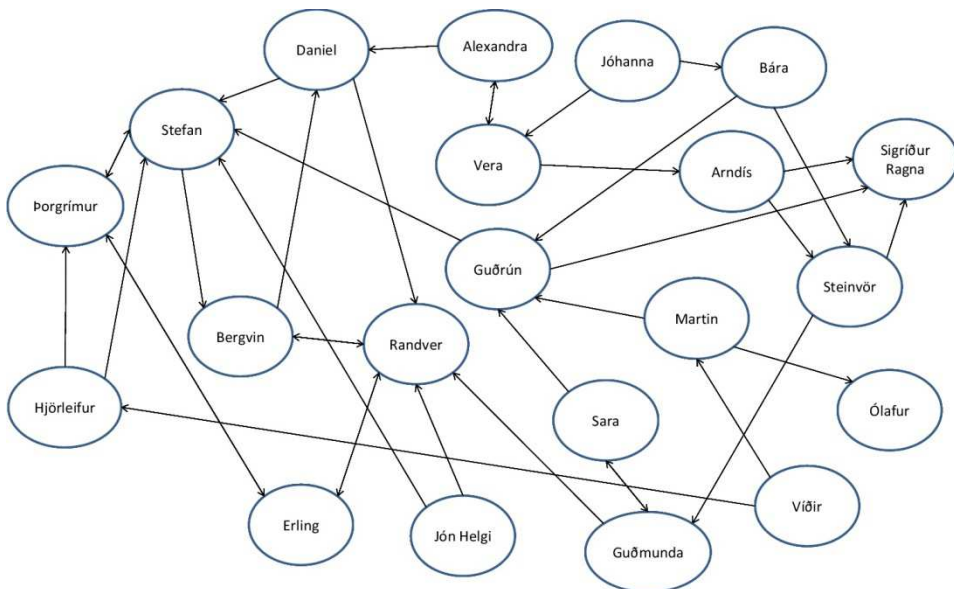 Daniel
Alexandra
Jóhanna
Bára
Stefan
Vera
Arndís
Sigríður
Ragna
Þorgrímur
Guðrún
Steinvör
Bergvin
Randver
Martin
Hjörleifur
Sara
Ólafur
Erling
Jón Helgi
Guðmunda
Víðir